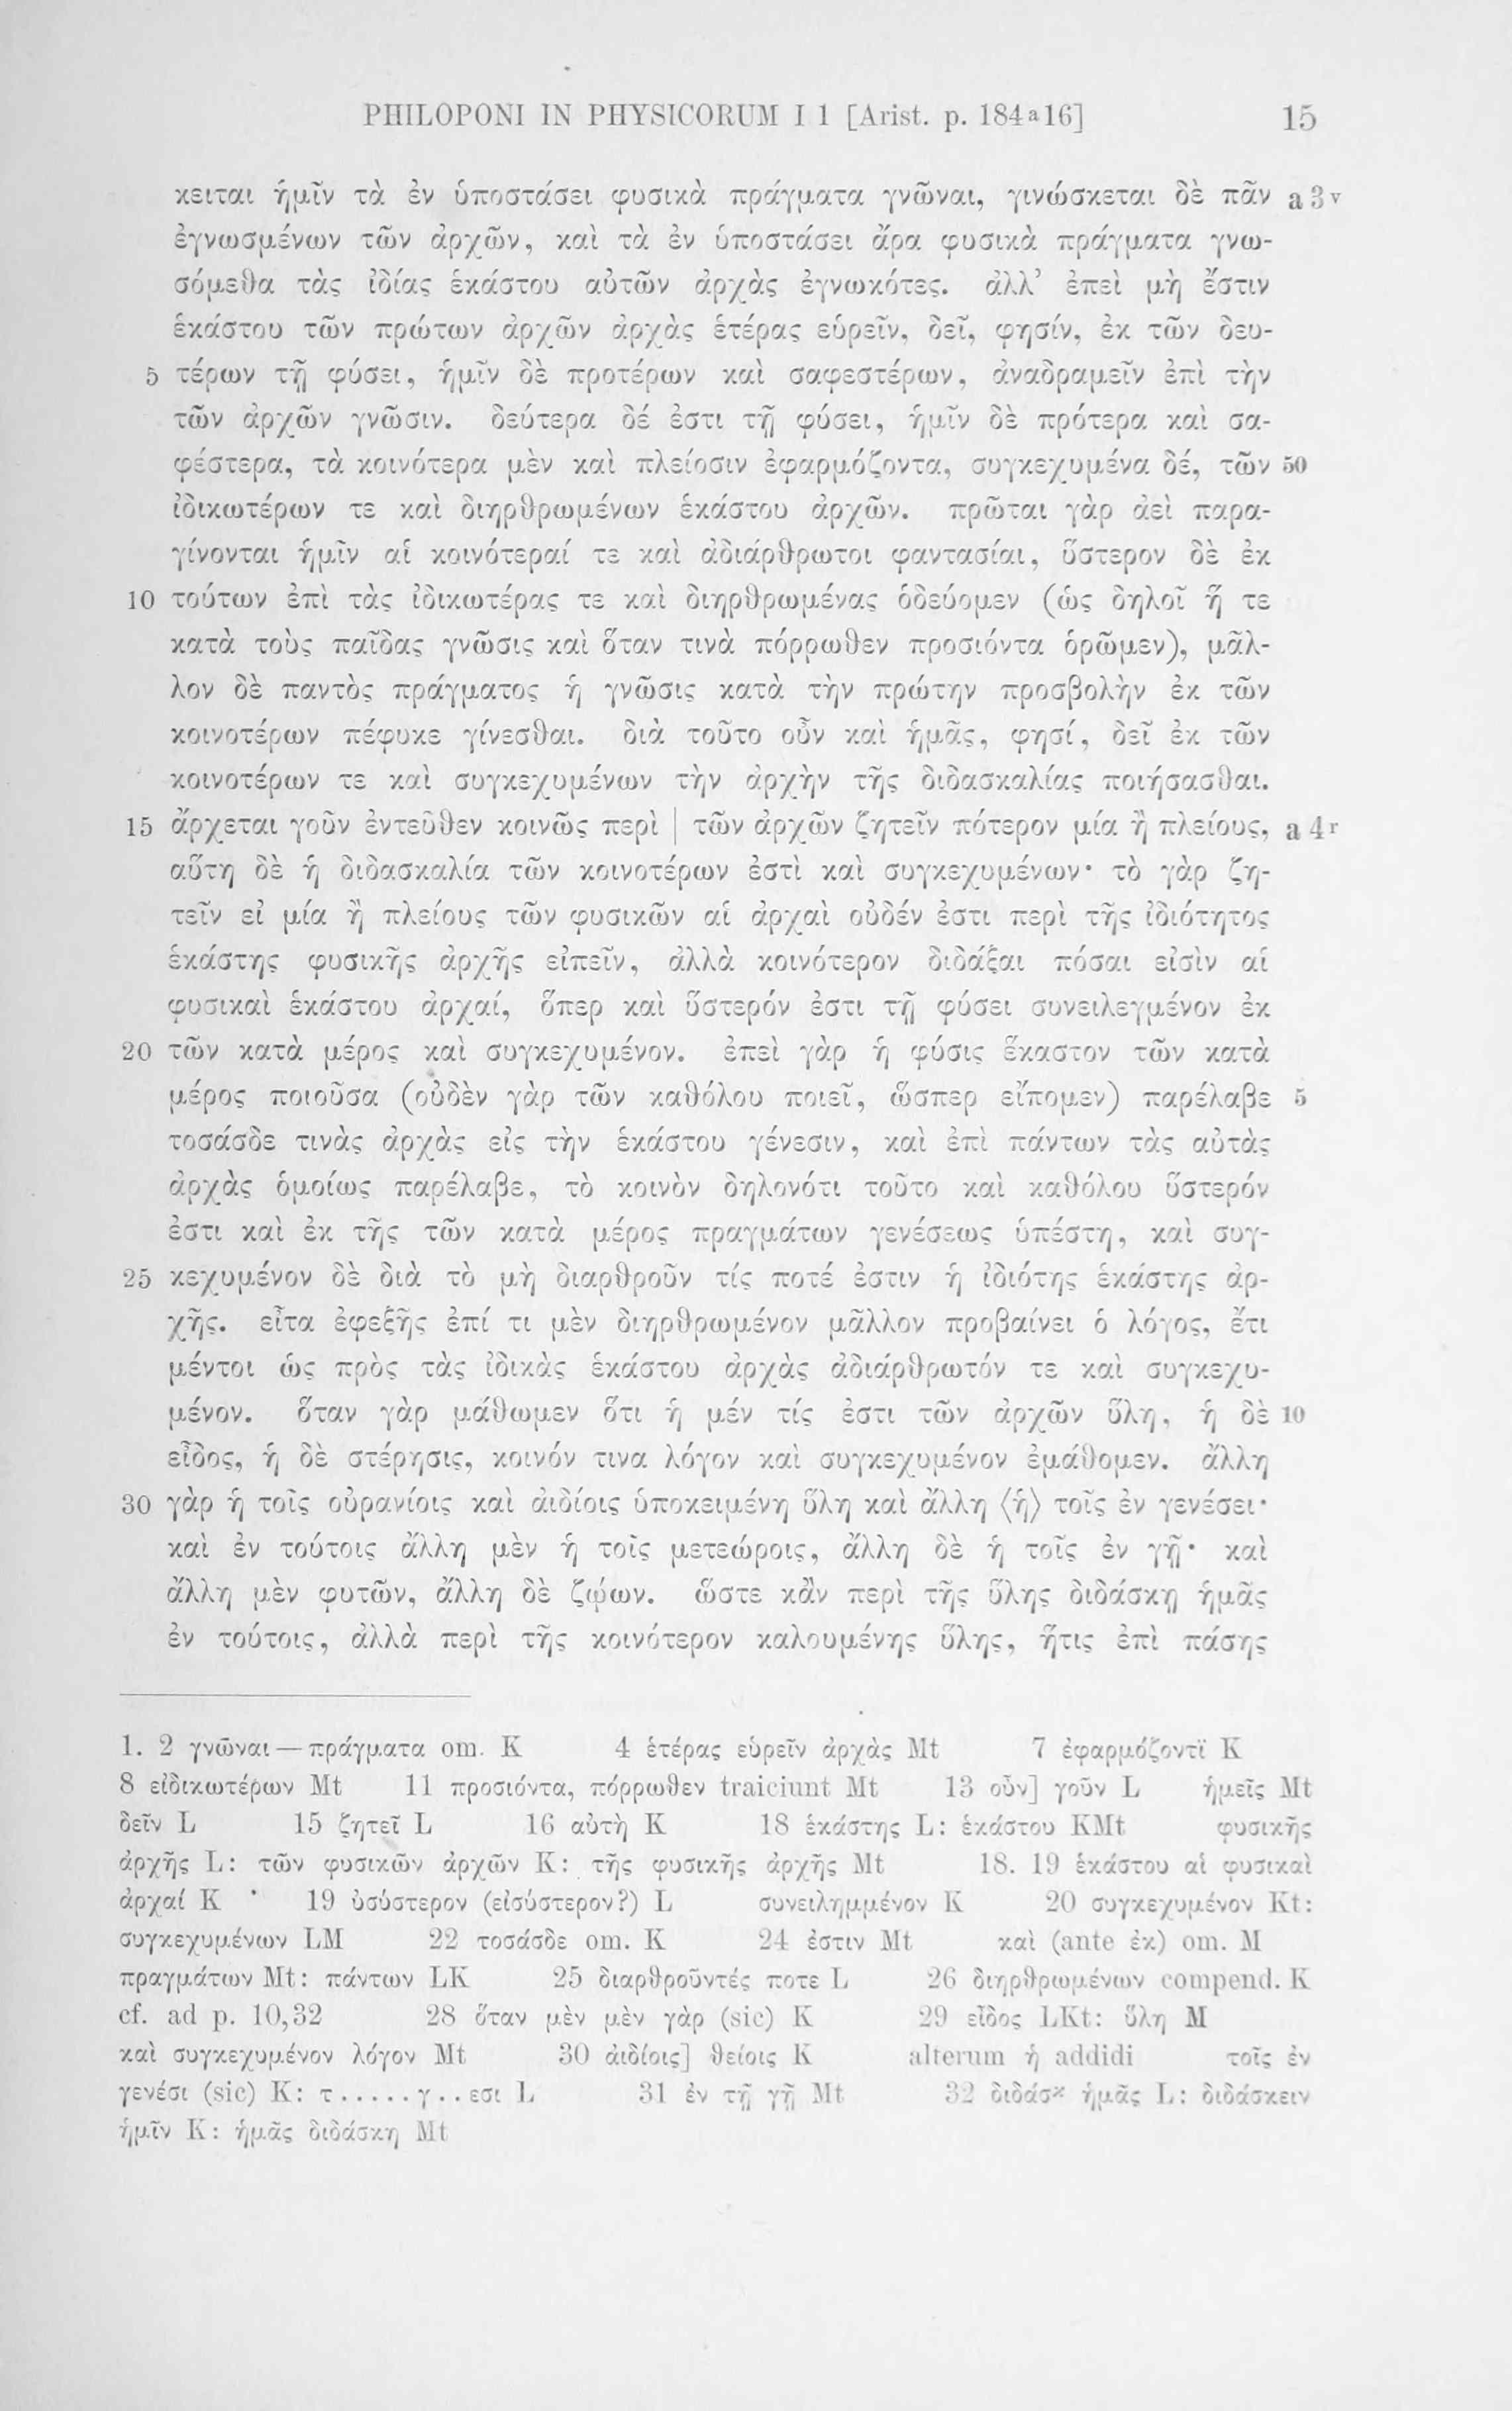 PHILOPONI IN PHYSICORUM I 1 [Arist. p. 184a16] 15
κειται ἡμῖν τὰ ἐν ὑποστάσει φυσικὰ πράγματα γνῶναι, γινώσκεται δὲ πᾶν a 3v
ἐγνωσμένων τῶν ἀρχῶν, καὶ τὰ ἐν ὑποστάσει ἄρα φυσικὰ πράγματα γνω-
σόμεθα τὰς ἰδίας ἑκάστου αὐτῶν ἀρχὰς ἐγνωκότες. ἀλλ’ ἐπεὶ μὴ ἔστιν
ἑκάστου τῶν πρώτων ἀρχῶν ἀρχὰς ἑτέρας εὑρεῖν, δεῖ, φησίν, ἐκ τῶν δευ-
5 τέρων τῇ φύσει, ἡμῖν δὲ προτέρων καὶ σαφεστέρων, ἀναδραμεῖν ἐπὶ τὴν
τῶν ἀρχῶν γνῶσιν. δεύτερα δέ ἐστι τῇ φύσει, ἡμῖν δὲ πρότερα καὶ σα-
φέστερα, τὰ κοινότερα μὲν καὶ πλείοσιν ἐφαρμόζοντα, συγκεχυμένα δέ, τῶν 50
ἰδικωτέρων τε καὶ διηρθρωμένων ἑκάστου ἀρχῶν. πρῶται γὰρ ἀεὶ παρα-
γίνονται ἡμῖν αἱ κοινότεραί τε καὶ ἀδιάρθρωτοι φαντασίαι, ὕστερον δὲ ἐκ
10 τούτων ἐπὶ τὰς ἰδικωτέρας τε καὶ διηρθρωμένας ὁδεύομεν (ὡς δηλοῖ ἥ τε
κατὰ τοὺς παῖδας γνῶσις καὶ ὅταν τινὰ πόρρωθεν προσιόντα ὁρῶμεν), μᾶλ-
λον δὲ παντὸς πράγματος ἡ γνῶσις κατὰ τὴν πρώτην προσβολὴν ἐκ τῶν
κοινοτέρων πέφυκε γίνεσθαι. διὰ τοῦτο οὖν καὶ ἡμᾶς, φησί, δεῖ ἐκ τῶν
κοινοτέρων τε καὶ συγκεχυμένων τὴν ἀρχὴν τῆς διδασκαλίας ποιήσασθαι.
15 ἄρχεται γοῦν ἐντεῦθεν κοινῶς περὶ | τῶν ἀρχῶν ζητεῖν πότερον μία ἢ πλείους, a 4r
αὕτη δὲ ἡ διδασκαλία τῶν κοινοτέρων ἐστὶ καὶ συγκεχυμένων· τὸ γὰρ ζη-
τεῖν εἰ μία ἢ πλείους τῶν φυσικῶν αἱ ἀρχαὶ οὐδέν ἐστι περὶ τῆς ἰδιότητος
ἑκάστης φυσικῆς ἀρχῆς εἰπεῖν, ἀλλὰ κοινότερον διδάξαι πόσαι εἰσὶν αἱ
φυσικαὶ ἑκάστου ἀρχαί, ὅπερ καὶ ὕστερόν ἐστι τῇ φύσει συνειλεγμένον ἐκ
20 τῶν κατὰ μέρος καὶ συγκεχυμένον. ἐπεὶ γὰρ ἡ φύσις ἕκαστον τῶν κατὰ
μέρος ποιοῦσα (οὐδὲν γὰρ τῶν καθόλου ποιεῖ, ὥσπερ εἴπομεν) παρέλαβε 5
τοσάσδε τινὰς ἀρχὰς εἰς τὴν ἑκάστου γένεσιν, καὶ ἐπὶ πάντων τὰς αὐτὰς
ἀρχὰς ὁμοίως παρέλαβε, τὸ κοινὸν δηλονότι τοῦτο καὶ καθόλου ὕστερόν
ἐστι καὶ ἐκ τῆς τῶν κατὰ μέρος πραγμάτων γενέσεως ὑπέστη, καὶ συγ-
25 κεχυμένον δὲ διὰ τὸ μὴ διαρθροῦν τίς ποτέ ἐστιν ἡ ἰδιότης ἑκάστης ἀρ-
χῆς. εἶτα ἐφεξῆς ἐπί τι μὲν διηρθρωμένον μᾶλλον προβαίνει ὁ λόγος, ἔτι
μέντοι ὡς πρὸς τὰς ἰδικὰς ἑκάστου ἀρχὰς ἀδιάρθρωτόν τε καὶ συγκεχυ-
μένον. ὅταν γὰρ μάθωμεν ὅτι ἡ μέν τίς ἐστι τῶν ἀρχῶν ὕλη, ἡ δὲ 10
εἶδος, ἡ δὲ στέρησις, κοινόν τινα λόγον καὶ συγκεχυμένον ἐμάθομεν. ἄλλη
30 γὰρ ἡ τοῖς οὐρανίοις καὶ ἀιδίοις ὑποκειμένη ὕλη καὶ ἄλλη ⟨ἡ⟩ τοῖς ἐν γενέσει·
καὶ ἐν τούτοις ἄλλη μὲν ἡ τοῖς μετεώροις, ἄλλη δὲ ἡ τοῖς ἐν γῇ· καὶ
ἄλλη μὲν φυτῶν, ἄλλη δὲ ζῴων. ὥστε κἂν περὶ τῆς ὕλης διδάσκῃ ἡμᾶς
ἐν τούτοις, ἀλλὰ περὶ τῆς κοινότερον καλουμένης ὕλης, ἥτις ἐπὶ πάσης
1. 2 γνῶναι — πράγματα om. K 4 ἑτέρας εὑρεῖν ἀρχὰς Mt 7 ἐφαρμόζοντϊ K
8 εἰδικωτέρων Mt 11 προσιόντα, πόρρωθεν traiciunt Mt 13 οὖν] γοῦν L ἡμεῖς Mt
δεῖν L 15 ζητεῖ L 16 αὐτὴ K 18 ἑκάστης L: ἑκάστου KMt φυσικῆς
ἀρχῆς L: τῶν φυσικῶν ἀρχῶν K: τῆς φυσικῆς ἀρχῆς Mt 18. 19 ἑκάστου αἱ φυσικαὶ
ἀρχαί K 19 ὑσύστερον (εἰσύστερον?) L συνειλημμένον K 20 συγκεχυμένον Kt:
συγκεχυμένων LM 22 τοσάσδε om. K 24 ἐστιν Mt καὶ (ante ἐκ) om. M
πραγμάτων Mt: πάντων LK 25 διαρθροῦντές ποτε L 26 διηρθρωμένων compend. K
cf. ad p. 10,32 28 ὅταν μὲν μὲν γὰρ (sic) K 29 εἶδος LKt: ὕλη M
καὶ συγκεχυμένον λόγον Mt 30 ἀιδίοις] θείοις K alterum ἡ addidi τοῖς ἐν
γενέσι (sic) K: τ.....γ..εσι L 31 ἐν τῇ γῇ Mt 32 διδάσ* ἡμᾶς L: διδάσκειν
ἡμῖν K: ἡμᾶς διδάσκη Mt